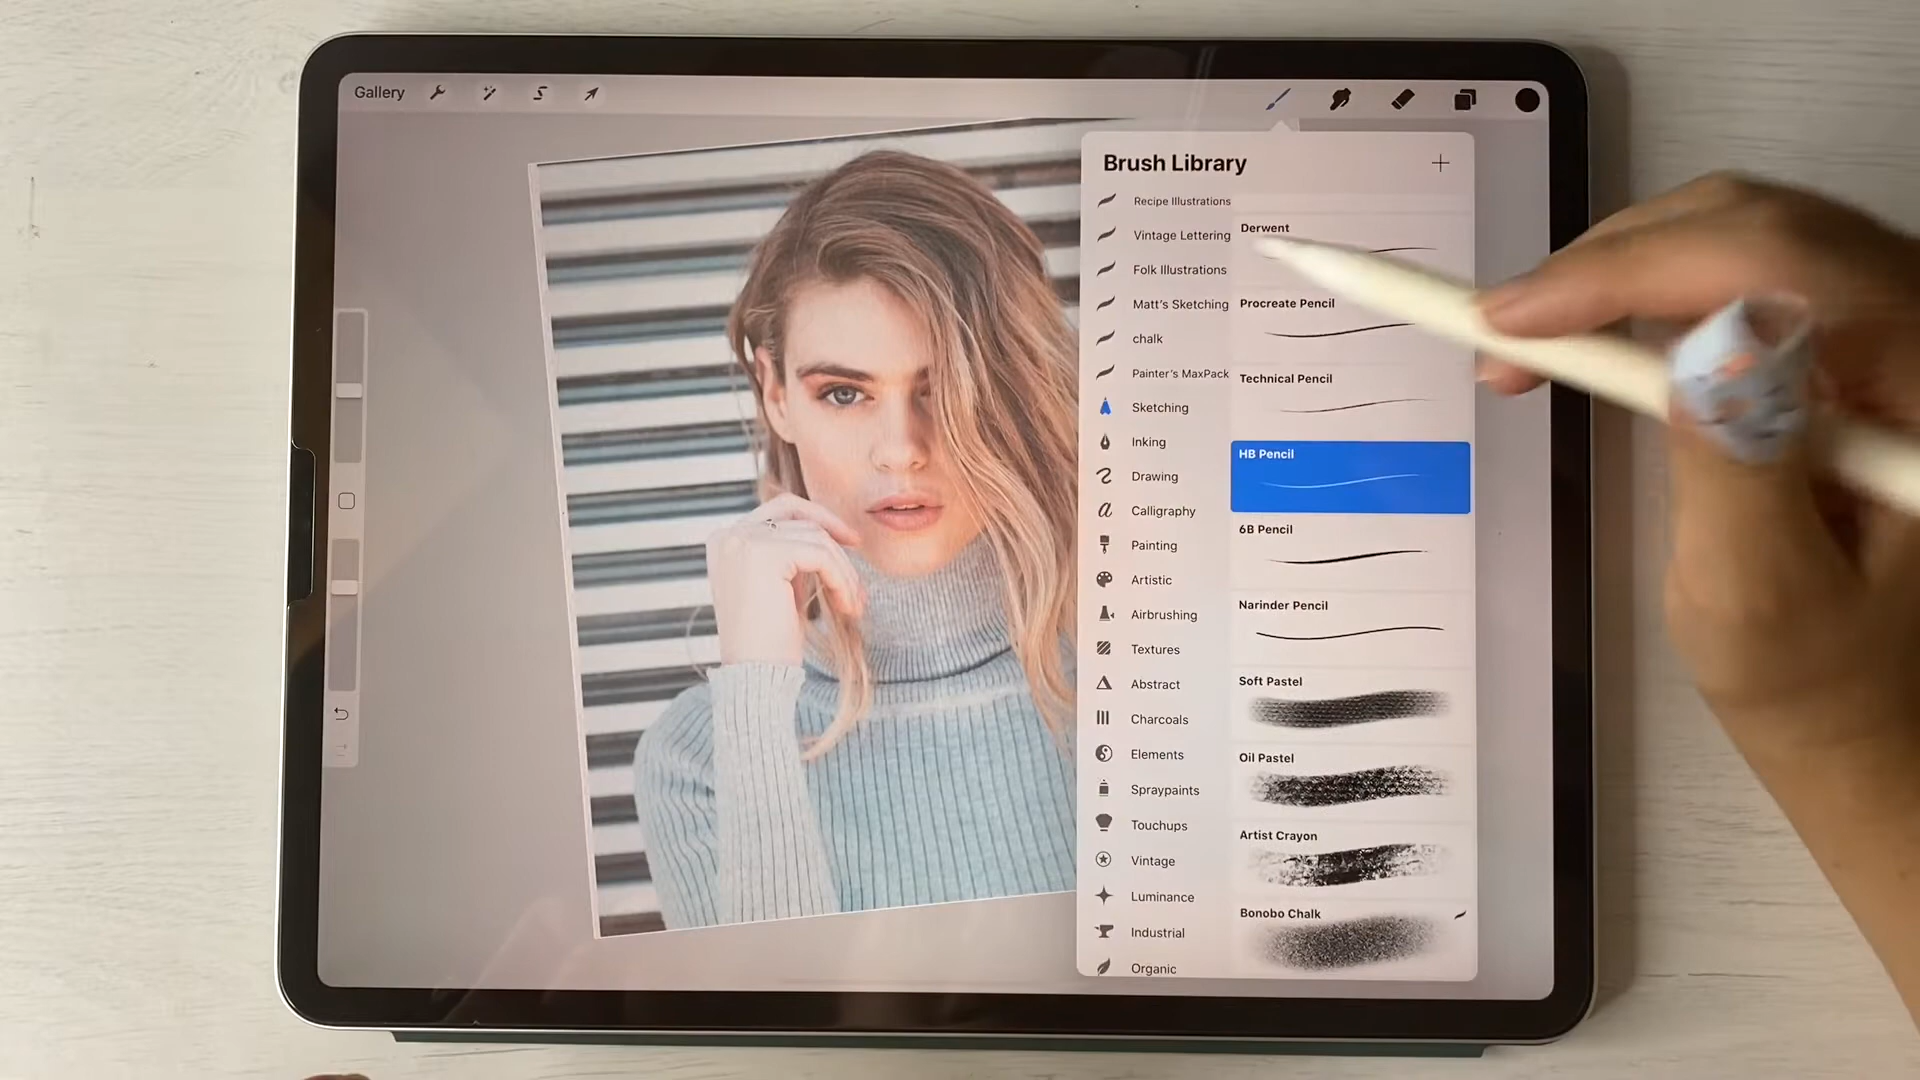 Gallery
Brush Library
Recipe Illustrations
Vintage Lettering
Folk Illustrations
Matt's Sketching
chalk
Painter's MaxPack
Sketching
Inking
Drawing
Calligraphy
Painting
Artistic
Airbrushing
Textures
Abstract
Charcoals
Elements
Spraypaints
Touchups
Vintage
Luminance
Industrial
Organic
Derwent
Procreate Pencil
Technical Pencil
HB Pencil
6B Pencil
Narinder Pencil
Soft Pastel
Oil Pastel
Artist Crayon
Bonobo Chalk